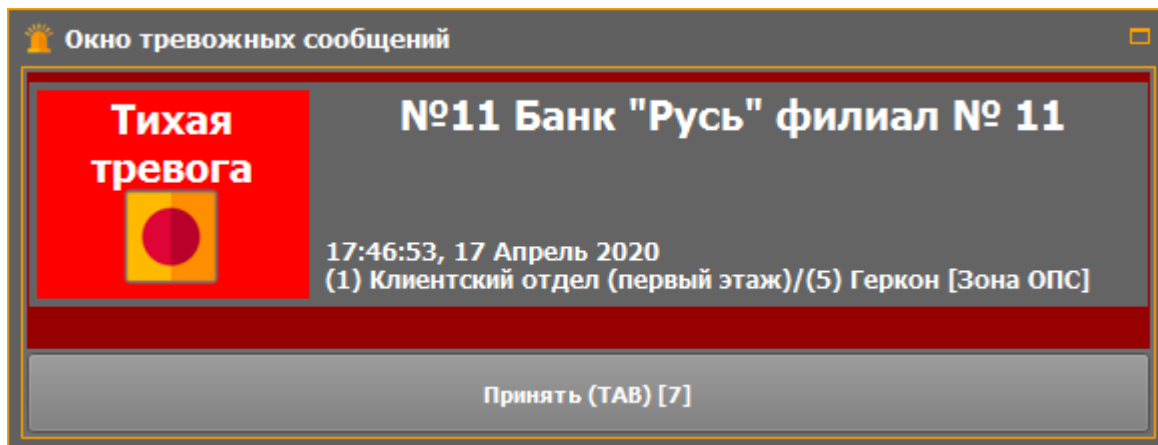 Окно тревожных сообщений
Тихая
тревога
№11 Банк "Русь" филиал № 11
17:46:53, 17 Апрель 2020
(1) Клиентский отдел (первый этаж)/(5) Геркон [Зона ОПС]
Принять (TAB) [7]